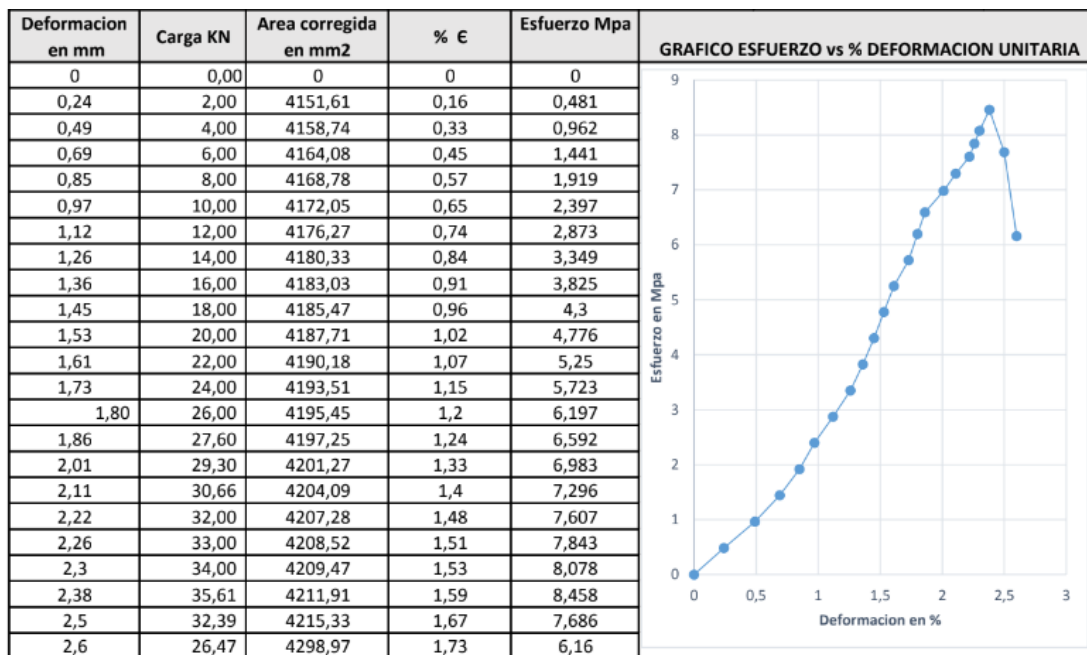 Deformacion en mm Carga KN Area corregida en mm2 % Є Esfuerzo Mpa GRAFICO ESFUERZO vs % DEFORMACION UNITARIA
0 0,00 0 0 0
0,24 2,00 4151,61 0,16 0,481
0,49 4,00 4158,74 0,33 0,962
0,69 6,00 4164,08 0,45 1,441
0,85 8,00 4168,78 0,57 1,919
0,97 10,00 4172,05 0,65 2,397
1,12 12,00 4176,27 0,74 2,873
1,26 14,00 4180,33 0,84 3,349
1,36 16,00 4183,03 0,91 3,825
1,45 18,00 4185,47 0,96 4,3
1,53 20,00 4187,71 1,02 4,776
1,61 22,00 4190,18 1,07 5,25
1,73 24,00 4193,51 1,15 5,723
1,80 26,00 4195,45 1,2 6,197
1,86 27,60 4197,25 1,24 6,592
2,01 29,30 4201,27 1,33 6,983
2,11 30,66 4204,09 1,4 7,296
2,22 32,00 4207,28 1,48 7,607
2,26 33,00 4208,52 1,51 7,843
2,3 34,00 4209,47 1,53 8,078
2,38 35,61 4211,91 1,59 8,458
2,5 32,39 4215,33 1,67 7,686
2,6 26,47 4298,97 1,73 6,16
Esfuerzo en Mpa
9
8
7
6
5
4
3
2
1
0
0 0,5 1 1,5 2 2,5 3
Deformacion en %